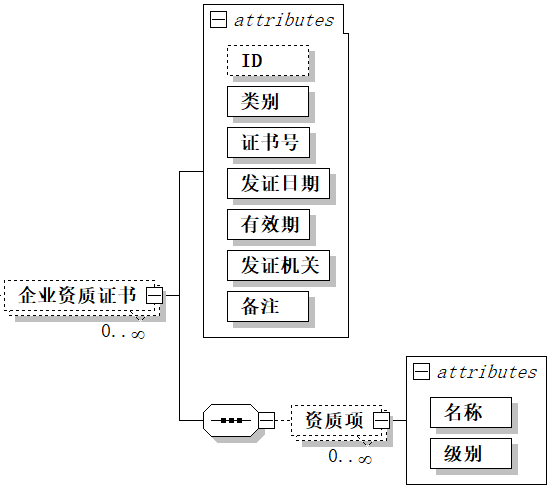 attributes
ID
类别
证书号
发证日期
有效期
发证机关
备注
企业资质证书
0..∞
资质项
0..∞
attributes
名称
级别